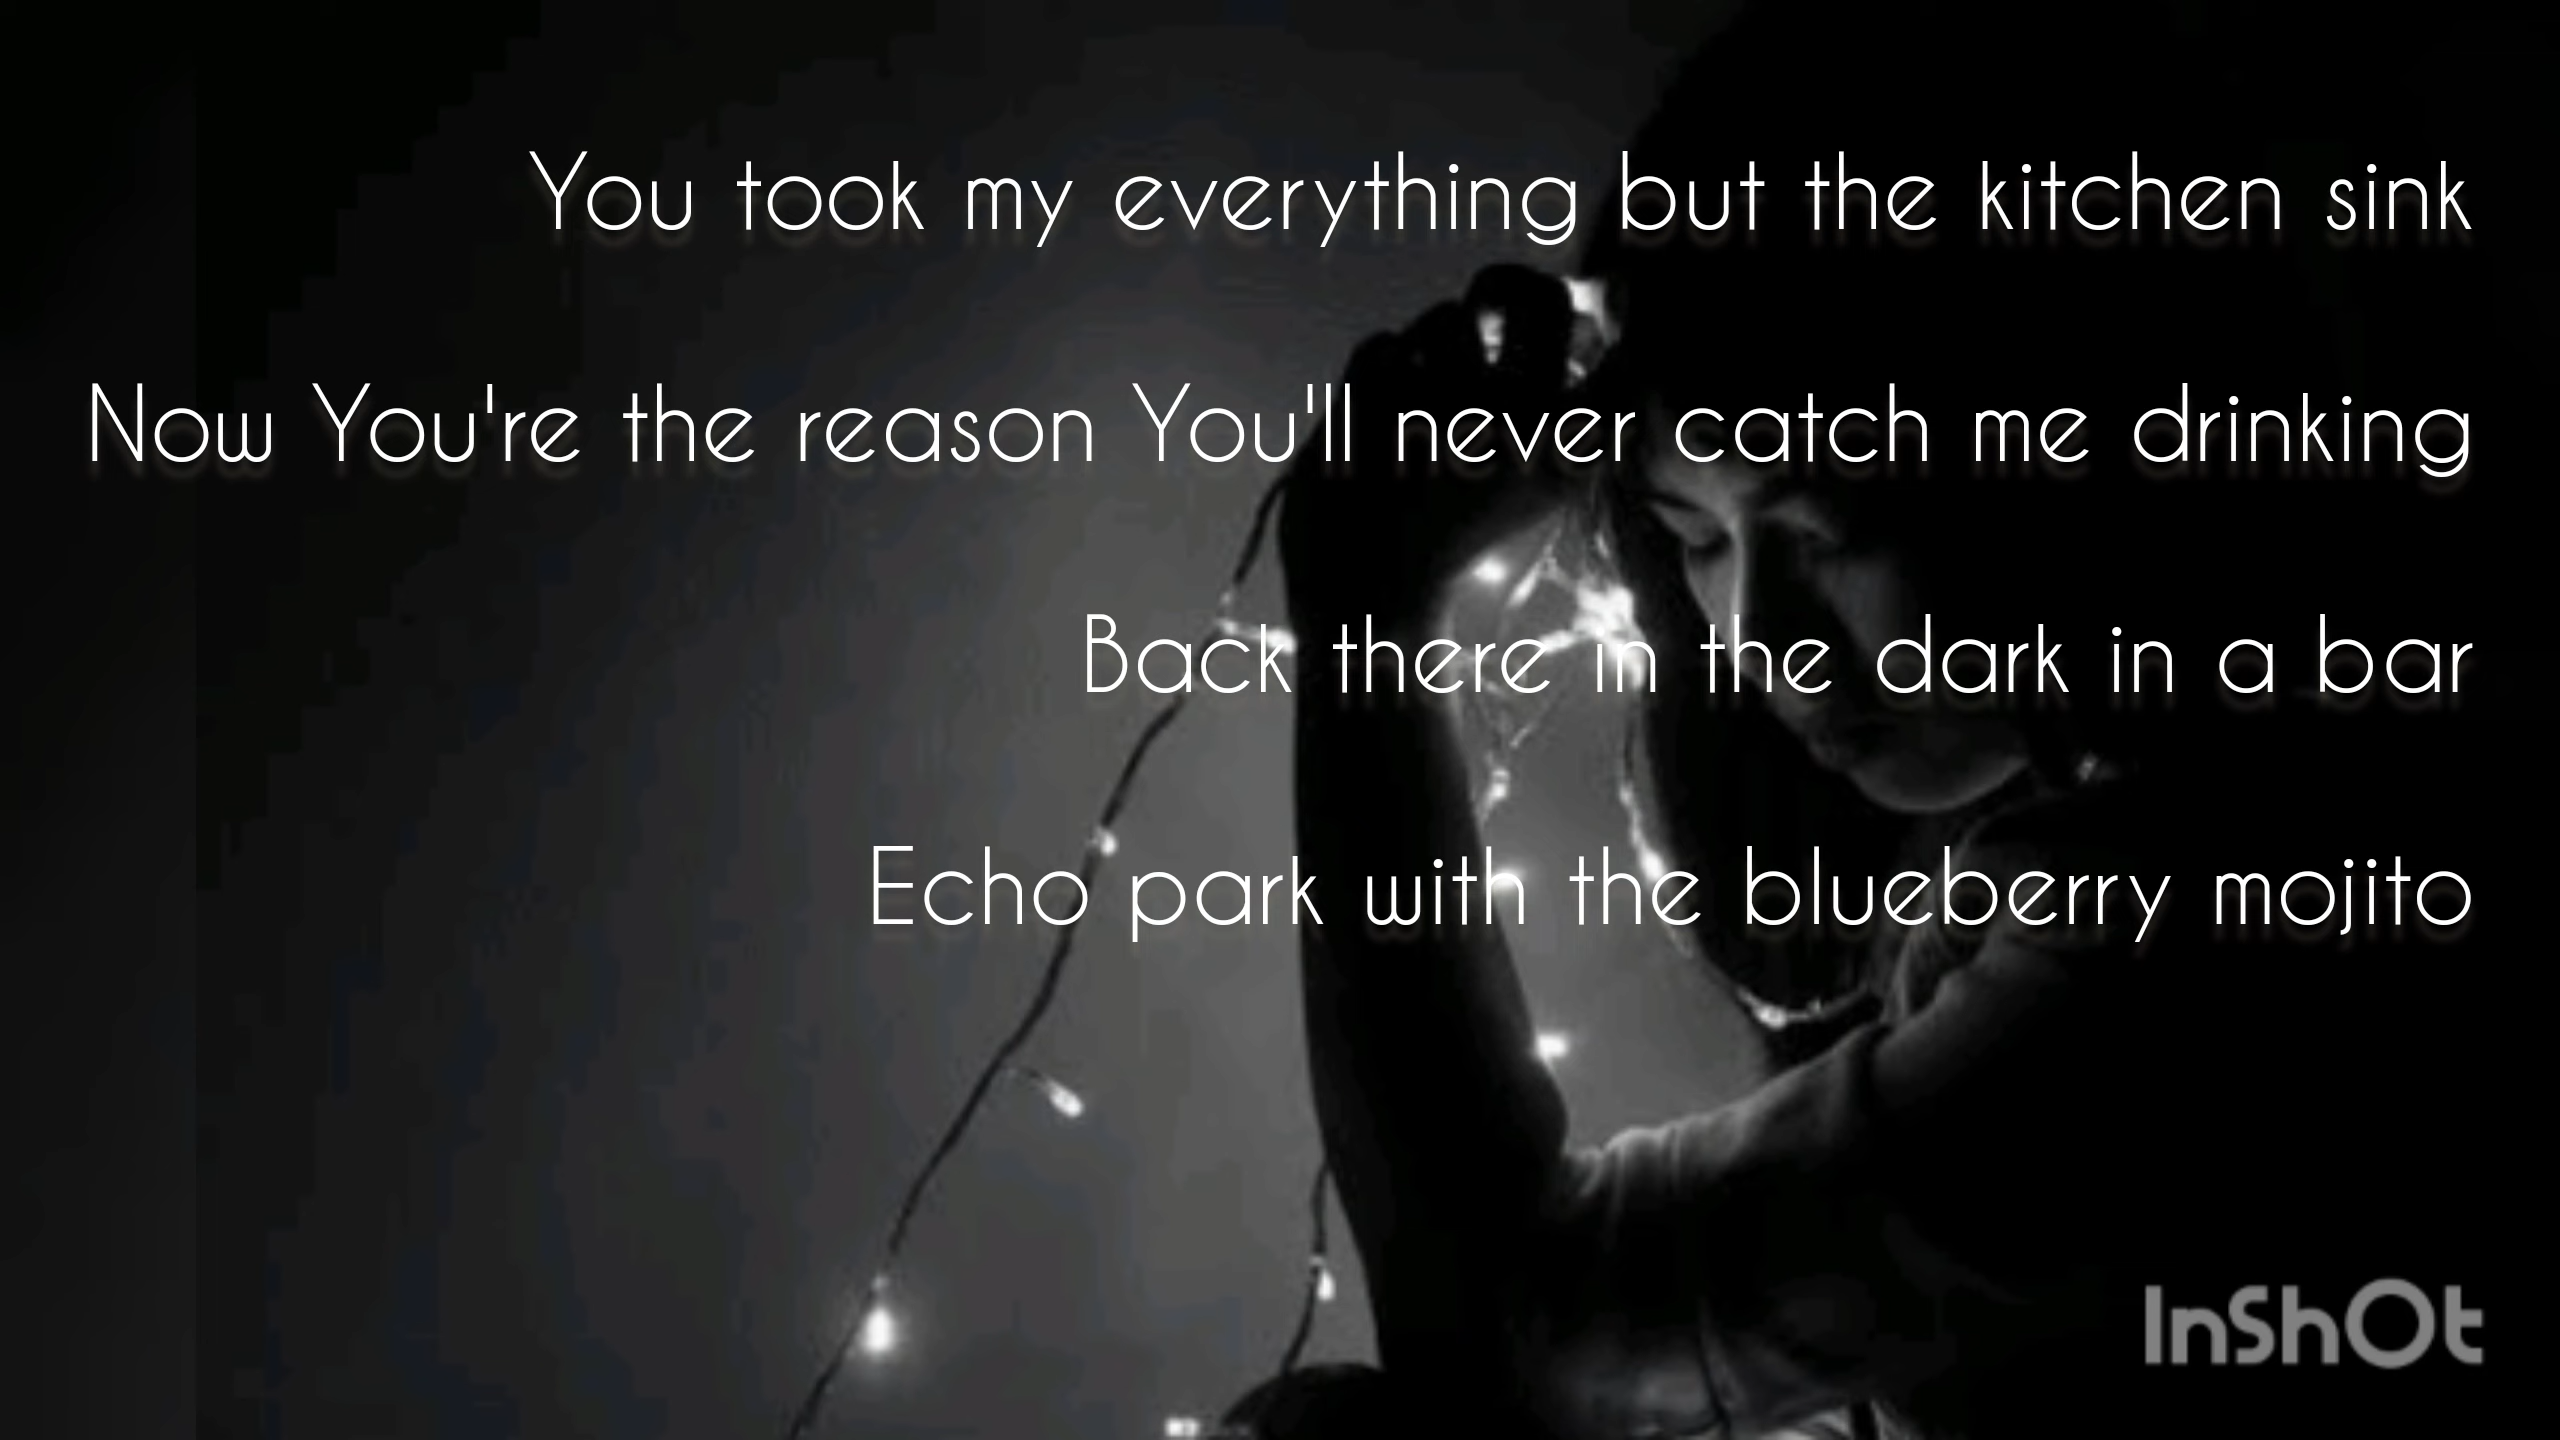 You took my everything but the kitchen sink
Now You're the reason You'll never catch me drinking
Back there in the dark in a bar
Echo park with the blueberry mojito
InShOt